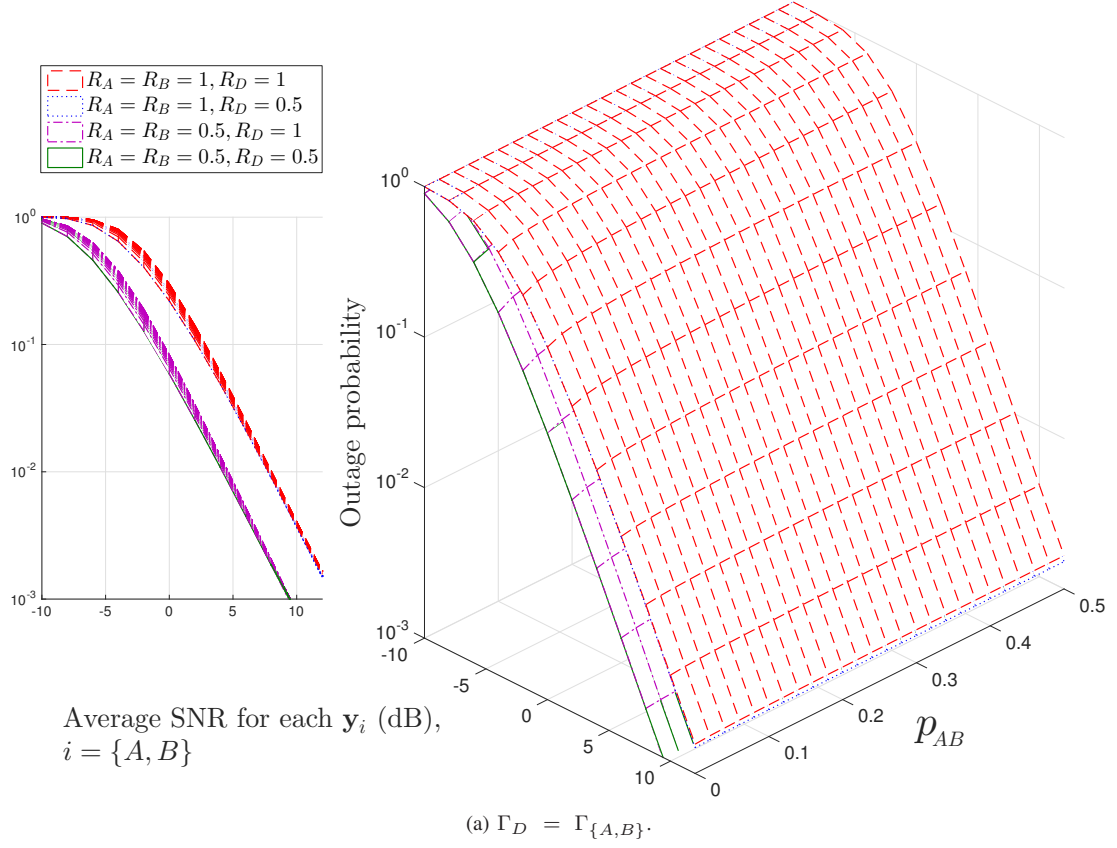 R_A = R_B = 1, R_D = 1
R_A = R_B = 1, R_D = 0.5
R_A = R_B = 0.5, R_D = 1
R_A = R_B = 0.5, R_D = 0.5
10^0
10^-1
10^-2
10^-3
-10 -5 0 5 10
Average SNR for each y_i (dB),
i = {A, B}
Outage probability
10^0
10^-1
10^-2
10^-3
-10
-5
0
5
10
0
0.1
0.2
0.3
0.4
0.5
p_AB
(a) Γ_D = Γ_{A,B}.